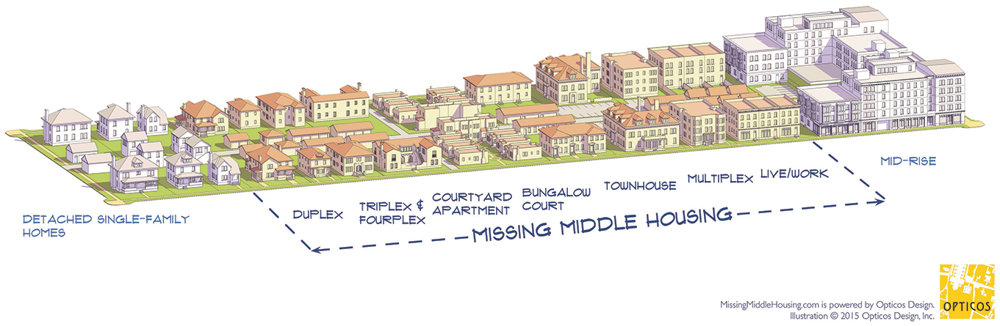 DETACHED SINGLE-FAMILY
HOMES
DUPLEX
TRIPLEX &
FOURPLEX
COURTYARD
APARTMENT
BUNGALOW
COURT
TOWNHOUSE
MULTIPLEX
LIVE/WORK
MID-RISE
MISSING MIDDLE HOUSING
OPTICOS
MissingMiddleHousing.com is powered by Opticos Design.
Illustration © 2015 Opticos Design, Inc.